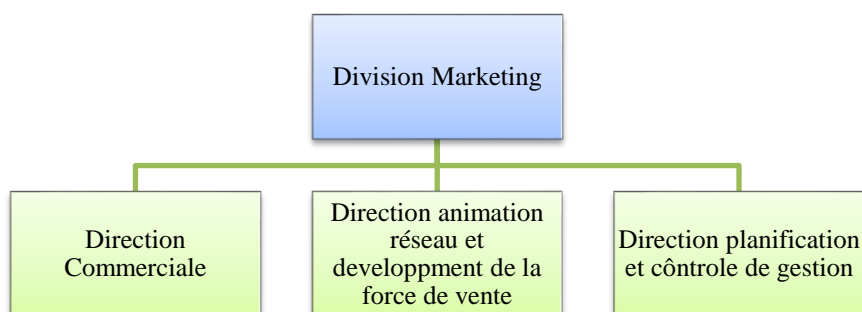 Division Marketing
Direction
Commerciale
Direction animation
réseau et
developpment de la
force de vente
Direction planification
et côntrole de gestion